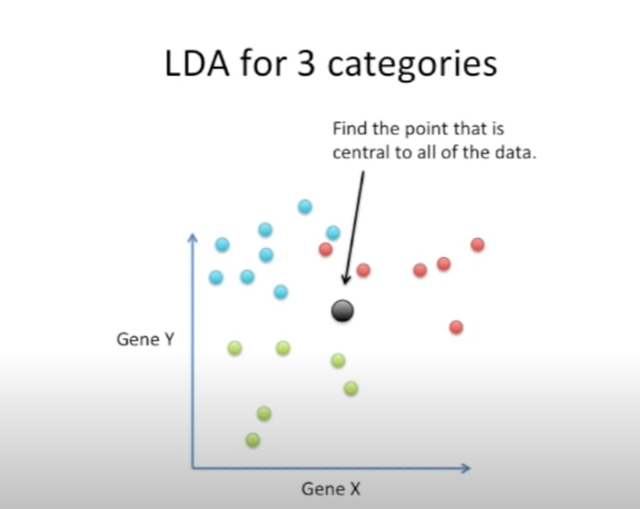 LDA for 3 categories
Find the point that is
central to all of the data.
Gene Y
Gene X